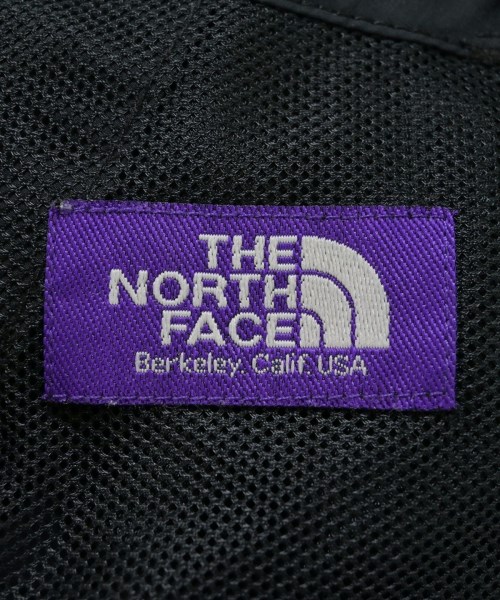 THE
NORTH
FACE
Berkeley. Calif. USA